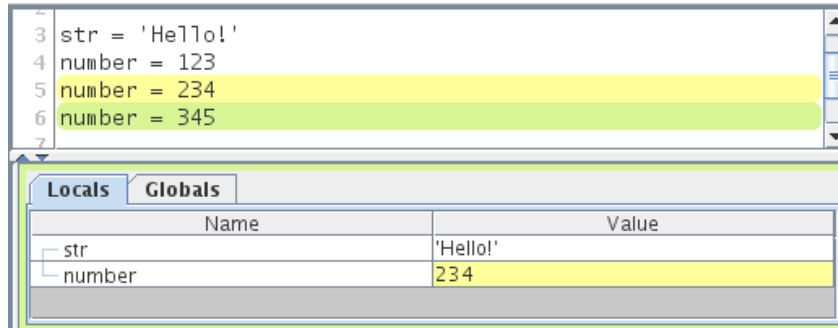 3 str = 'Hello!'
4 number = 123
5 number = 234
6 number = 345
7
Locals Globals
Name Value
str 'Hello!'
number 234